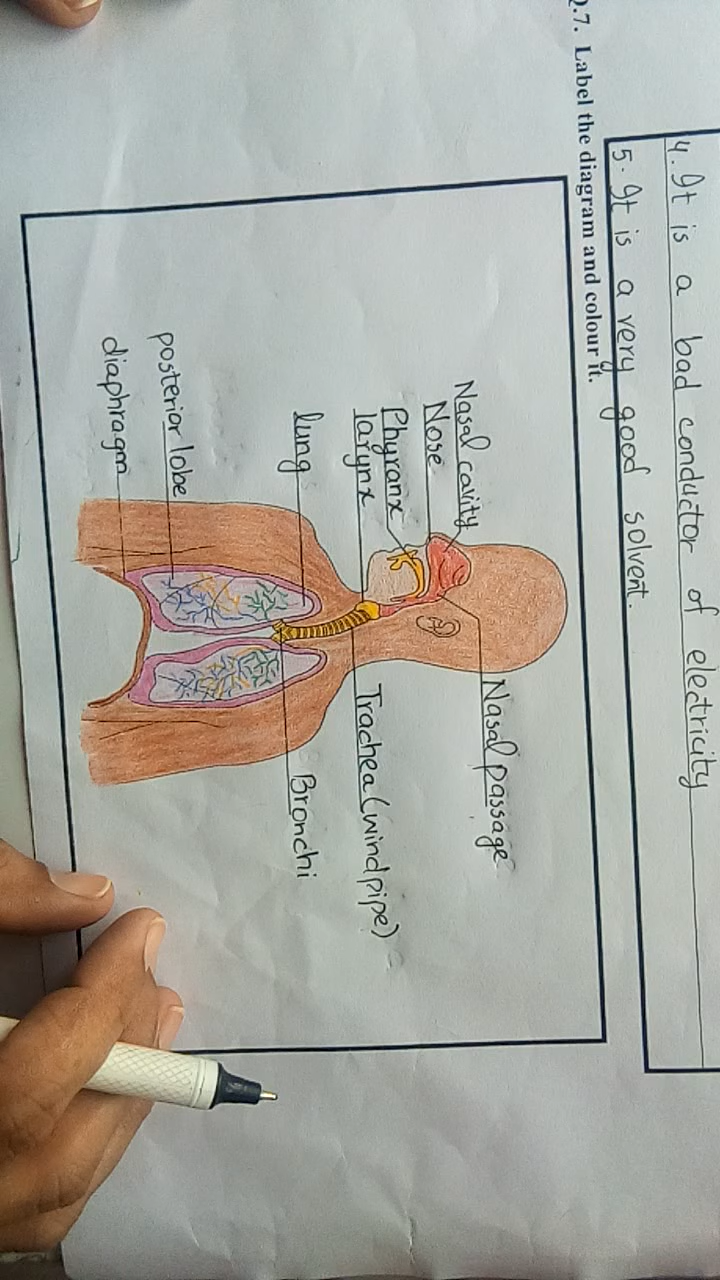 4. It is a bad conductor of electricity
5. It is a very good solvent.
Q.7. Label the diagram and colour it.
Nasal cavity
Nose
Phyranx
larynx
lung
posterior lobe
diaphragm
Nasal passage
Trachea (windpipe)
Bronchi